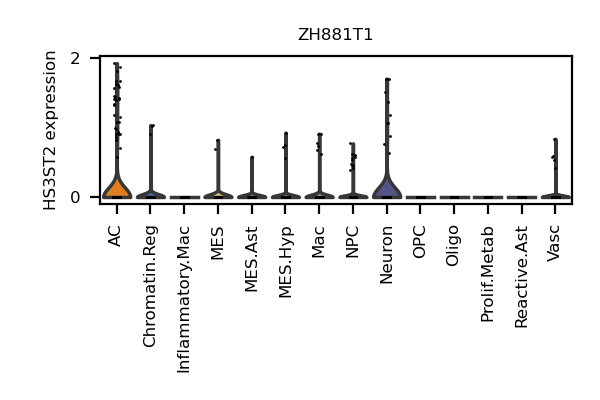 ZH881T1
HS3ST2 expression
2
0
AC
Chromatin.Reg
Inflammatory.Mac
MES
MES.Ast
MES.Hyp
Mac
NPC
Neuron
OPC
Oligo
Prolif.Metab
Reactive.Ast
Vasc